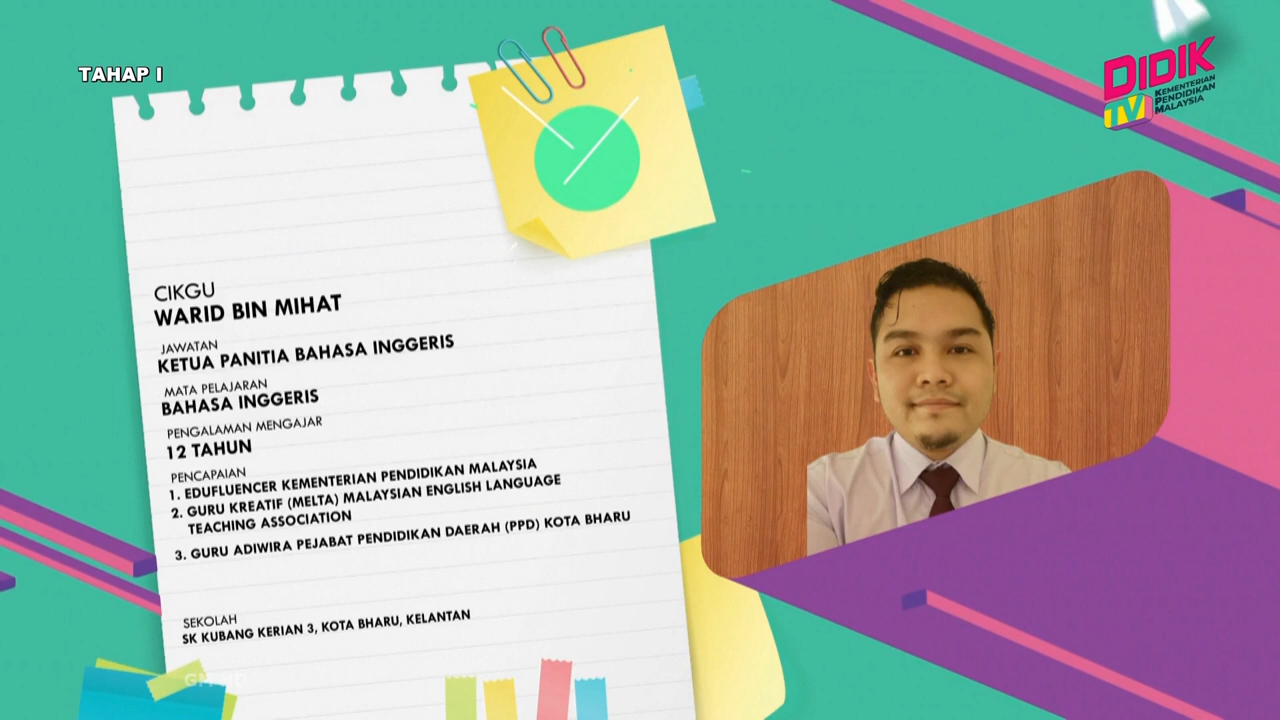 TAHAP I
DIDIK
TV
KEMENTERIAN
PENDIDIKAN
MALAYSIA
CIKGU
WARID BIN MIHAT
JAWATAN
KETUA PANITIA BAHASA INGGERIS
MATA PELAJARAN
BAHASA INGGERIS
PENGALAMAN MENGAJAR
12 TAHUN
PENCAPAIAN
1. EDUFLUENCER KEMENTERIAN PENDIDIKAN MALAYSIA
2. GURU KREATIF (MELTA) MALAYSIAN ENGLISH LANGUAGE
TEACHING ASSOCIATION
3. GURU ADIWIRA PEJABAT PENDIDIKAN DAERAH (PPD) KOTA BHARU
SEKOLAH
SK KUBANG KERIAN 3, KOTA BHARU, KELANTAN